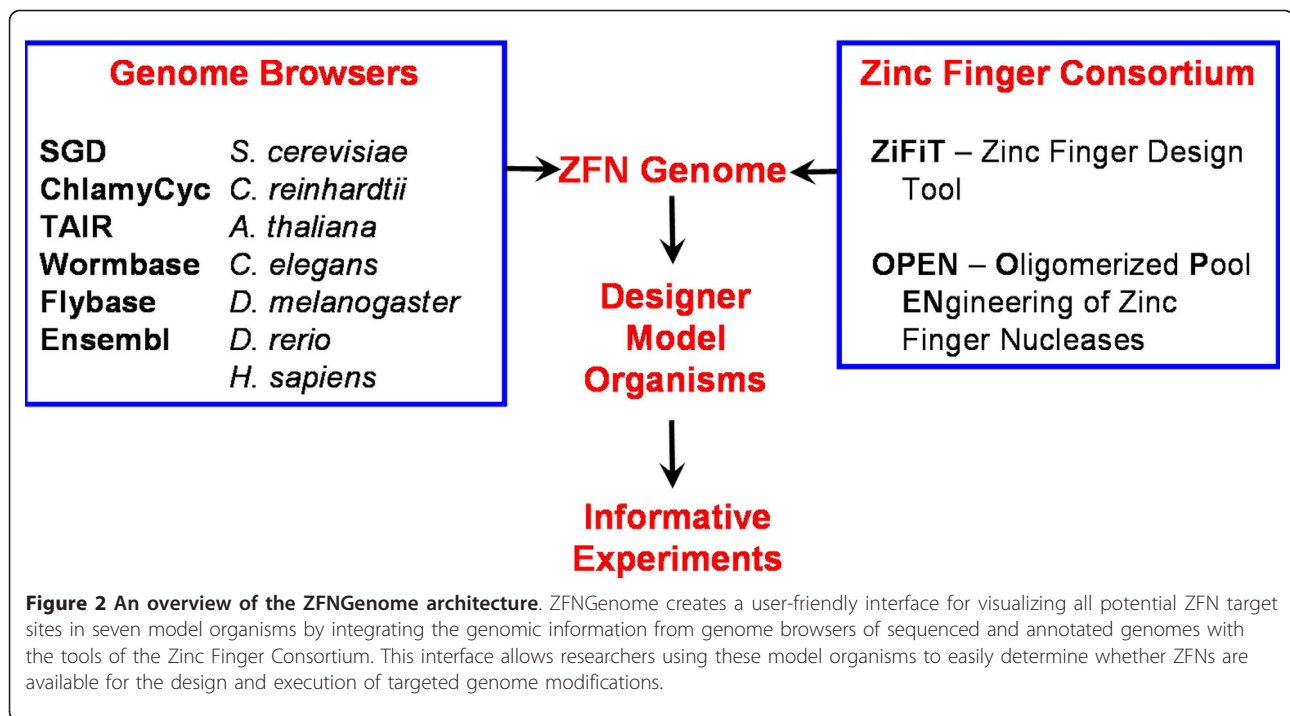 Genome Browsers
SGD S. cerevisiae
ChlamyCyc C. reinhardtii
TAIR A. thaliana
Wormbase C. elegans
Flybase D. melanogaster
Ensembl D. rerio
H. sapiens
ZFN Genome
Designer
Model
Organisms
Informative
Experiments
Zinc Finger Consortium
ZiFiT – Zinc Finger Design
Tool
OPEN – Oligomerized Pool
ENgineering of Zinc
Finger Nucleases
Figure 2 An overview of the ZFNGenome architecture. ZFNGenome creates a user-friendly interface for visualizing all potential ZFN target
sites in seven model organisms by integrating the genomic information from genome browsers of sequenced and annotated genomes with
the tools of the Zinc Finger Consortium. This interface allows researchers using these model organisms to easily determine whether ZFNs are
available for the design and execution of targeted genome modifications.